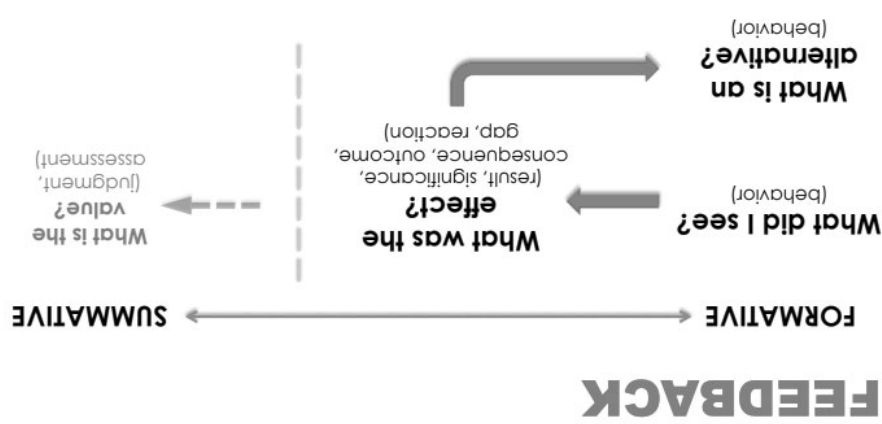 FEEDBACK
FORMATIVE
SUMMATIVE
What did I see?
(behavior)
What was the
effect?
(result, significance,
consequence, outcome,
gap, reaction)
What is an
alternative?
(behavior)
What is the
value?
(judgment,
assessment)